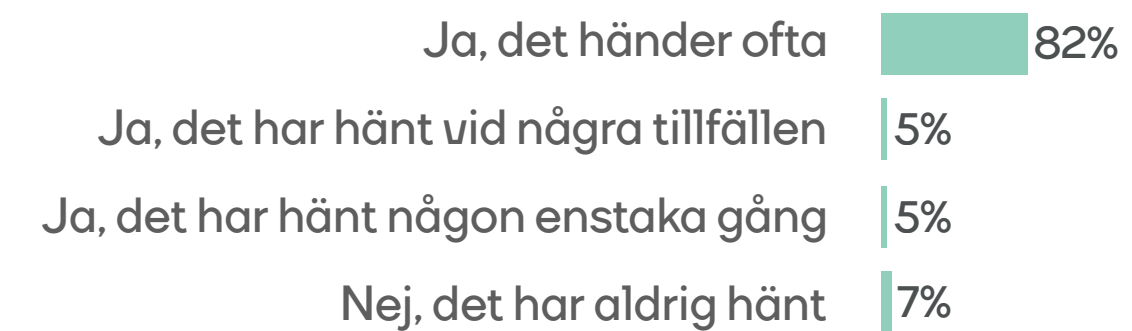 Ja, det händer ofta 82%
Ja, det har hänt vid några tillfällen 5%
Ja, det har hänt någon enstaka gång 5%
Nej, det har aldrig hänt 7%